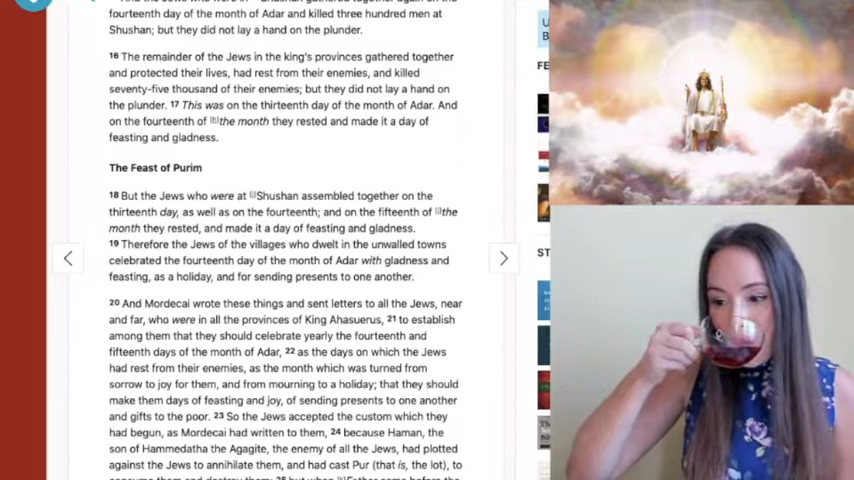 fourteenth day of the month of Adar and killed three hundred men at
Shushan; but they did not lay a hand on the plunder.
16 The remainder of the Jews in the king's provinces gathered together
and protected their lives, had rest from their enemies, and killed
seventy-five thousand of their enemies; but they did not lay a hand on
the plunder. 17 This was on the thirteenth day of the month of Adar. And
on the fourteenth of [h]the month they rested and made it a day of
feasting and gladness.
The Feast of Purim
18 But the Jews who were at [i]Shushan assembled together on the
thirteenth day, as well as on the fourteenth; and on the fifteenth of [j]the
month they rested, and made it a day of feasting and gladness.
19 Therefore the Jews of the villages who dwelt in the unwalled towns
celebrated the fourteenth day of the month of Adar with gladness and
feasting, as a holiday, and for sending presents to one another.
20 And Mordecai wrote these things and sent letters to all the Jews, near
and far, who were in all the provinces of King Ahasuerus, 21 to establish
among them that they should celebrate yearly the fourteenth and
fifteenth days of the month of Adar, 22 as the days on which the Jews
had rest from their enemies, as the month which was turned from
sorrow to joy for them, and from mourning to a holiday; that they should
make them days of feasting and joy, of sending presents to one another
and gifts to the poor. 23 So the Jews accepted the custom which they
had begun, as Mordecai had written to them, 24 because Haman, the
son of Hammedatha the Agagite, the enemy of all the Jews, had plotted
against the Jews to annihilate them, and had cast Pur (that is, the lot), to
U
B
FE
ST